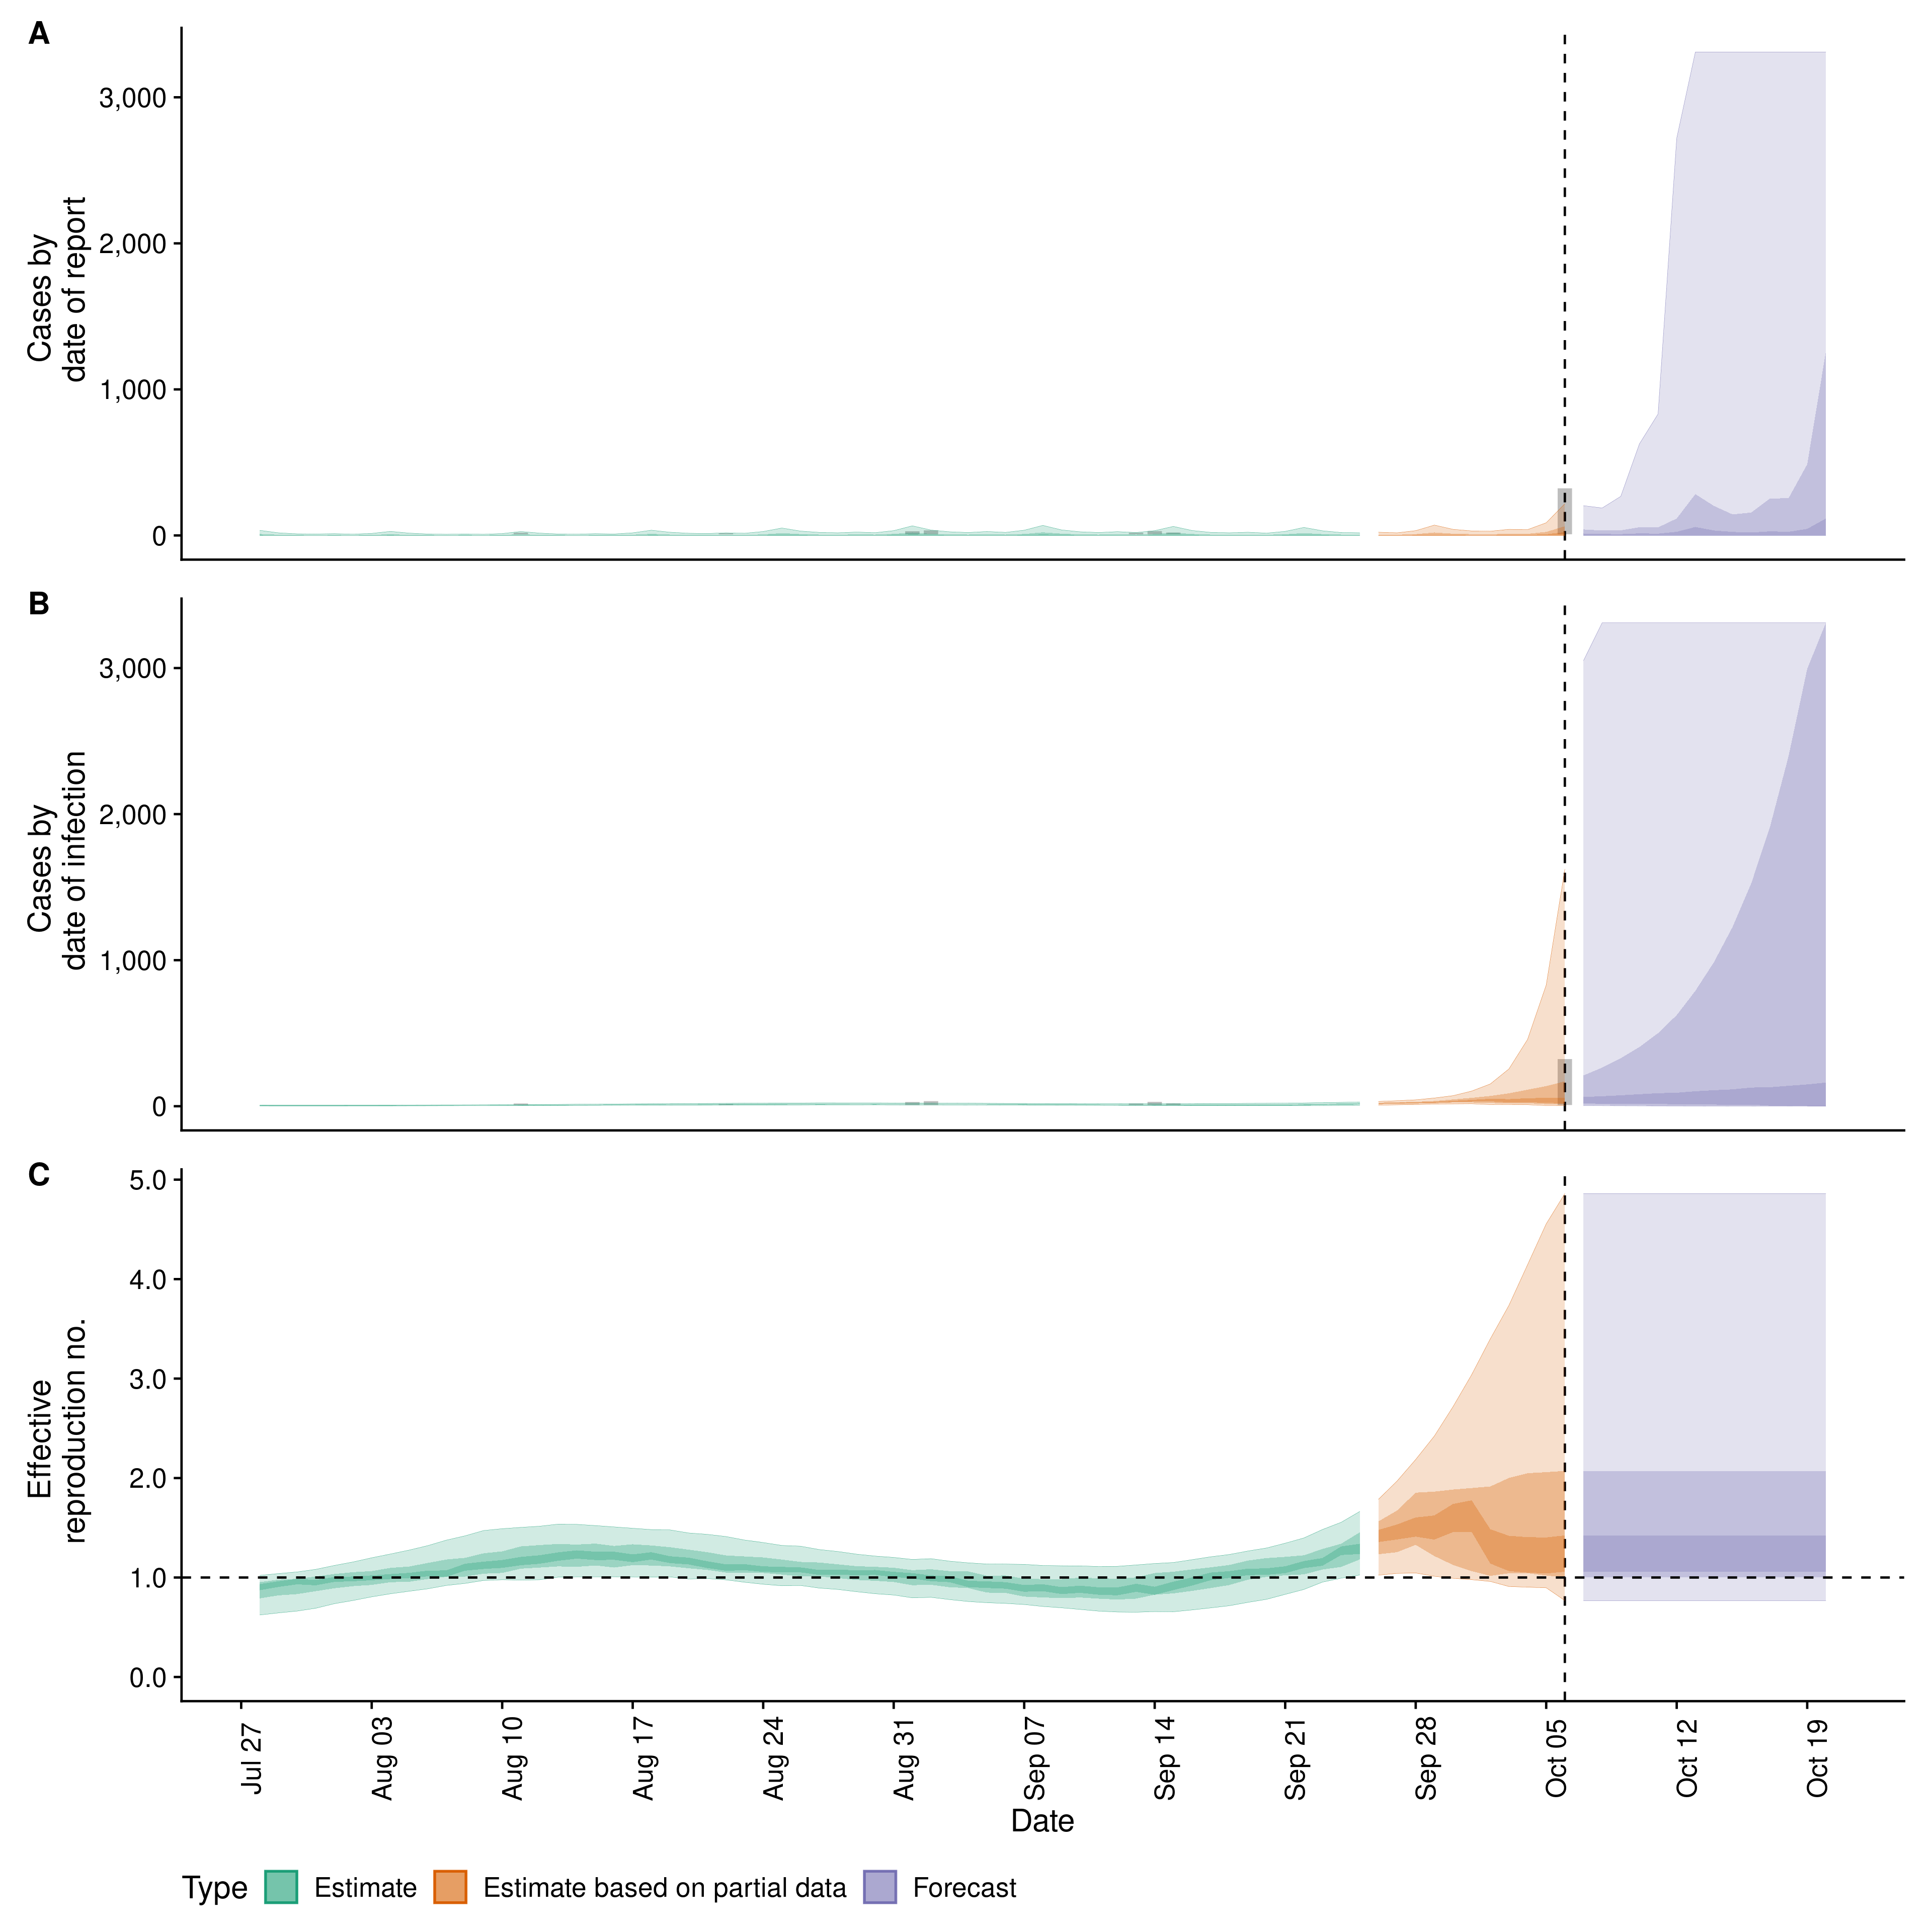 A
Cases by
date of report
3,000
2,000
1,000
0
B
Cases by
date of infection
3,000
2,000
1,000
0
C
Effective
reproduction no.
5.0
4.0
3.0
2.0
1.0
0.0
Jul 27
Aug 03
Aug 10
Aug 17
Aug 24
Aug 31
Sep 07
Sep 14
Sep 21
Sep 28
Oct 05
Oct 12
Oct 19
Date
Type Estimate Estimate based on partial data Forecast